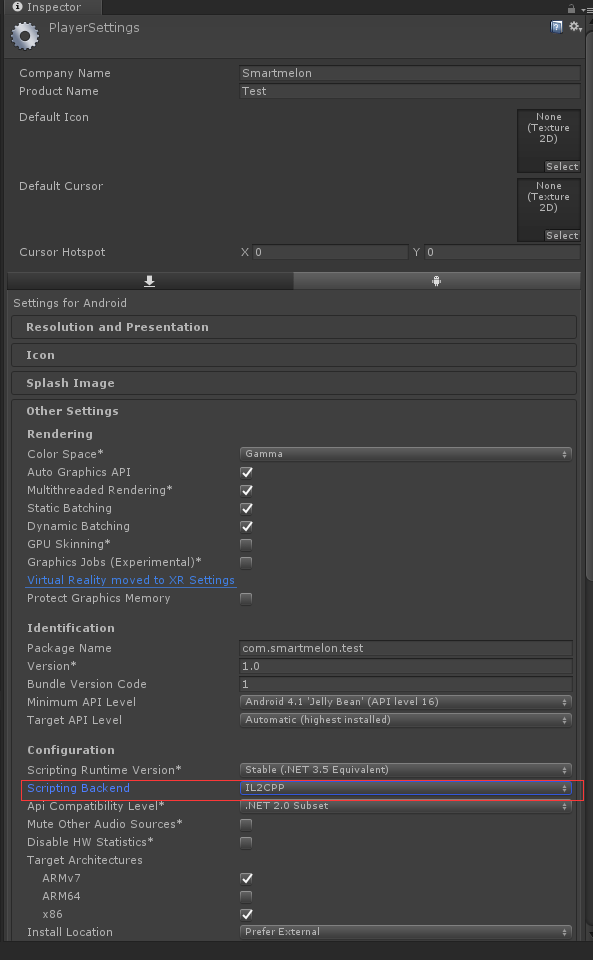 Inspector
PlayerSettings
Company Name Smartmelon
Product Name Test
Default Icon
None
(Texture
2D)
Select
Default Cursor
None
(Texture
2D)
Select
Cursor Hotspot X 0 Y 0
Settings for Android
Resolution and Presentation
Icon
Splash Image
Other Settings
Rendering
Color Space* Gamma
Auto Graphics API
Multithreaded Rendering*
Static Batching
Dynamic Batching
GPU Skinning*
Graphics Jobs (Experimental)*
Virtual Reality moved to XR Settings
Protect Graphics Memory
Identification
Package Name com.smartmelon.test
Version* 1.0
Bundle Version Code 1
Minimum API Level Android 4.1 'Jelly Bean' (API level 16)
Target API Level Automatic (highest installed)
Configuration
Scripting Runtime Version* Stable (.NET 3.5 Equivalent)
Scripting Backend IL2CPP
Api Compatibility Level* .NET 2.0 Subset
Mute Other Audio Sources*
Disable HW Statistics*
Target Architectures
ARMv7
ARM64
x86
Install Location Prefer External